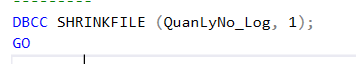 ---------
DBCC SHRINKFILE (QuanLyNo_Log, 1);
GO